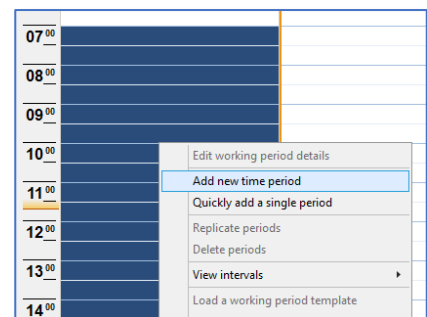 07 00
08 00
09 00
10 00
Edit working period details
Add new time period
11 00
Quickly add a single period
12 00
Replicate periods
Delete periods
13 00
View intervals
14 00
Load a working period template